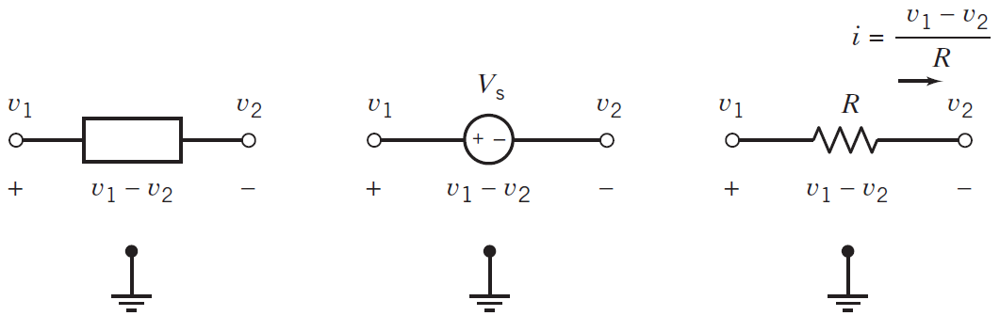 i = v₁ − v₂ / R
v₁ v₂
+ v₁ − v₂ −
Vₛ
v₁ v₂
+ −
+ v₁ − v₂ −
R
v₁ v₂
+ v₁ − v₂ −